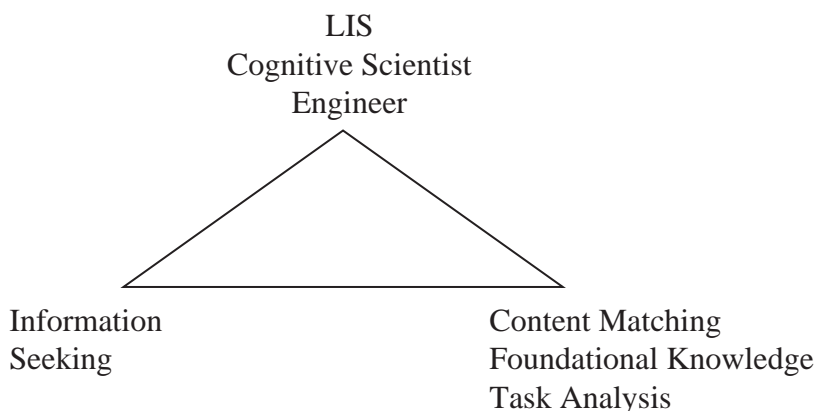 LIS
Cognitive Scientist
Engineer
Information
Seeking
Content Matching
Foundational Knowledge
Task Analysis